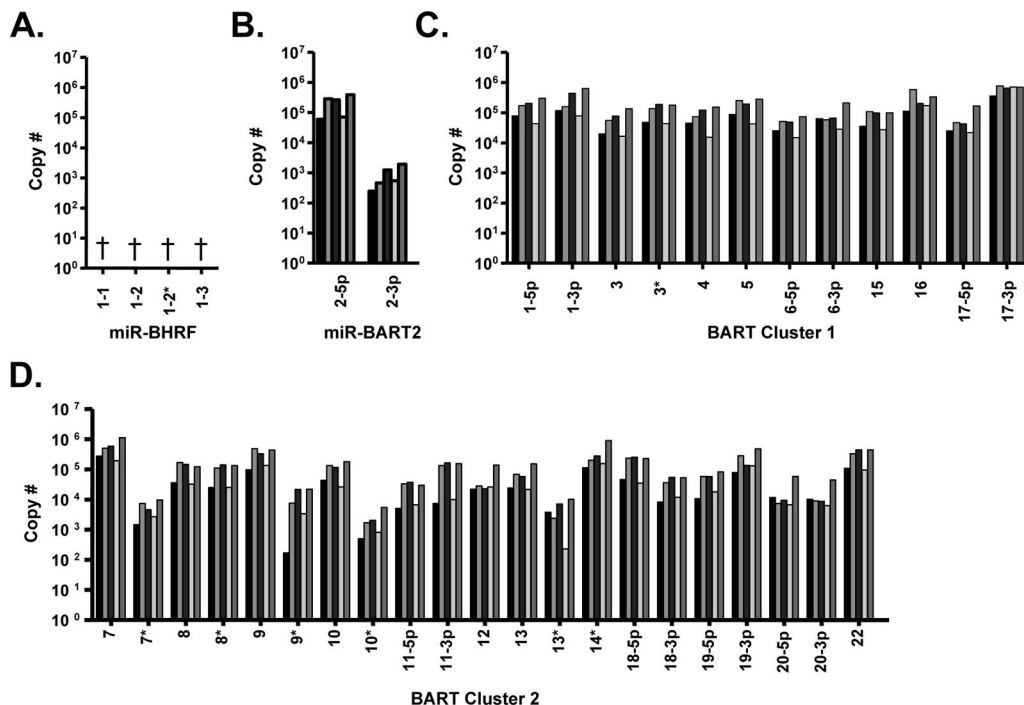 A.
Copy #
10^7
10^6
10^5
10^4
10^3
10^2
10^1
10^0
† † † †
1-1 1-2 1-2* 1-3
miR-BHRF
B.
Copy #
10^7
10^6
10^5
10^4
10^3
10^2
10^1
10^0
2-5p 2-3p
miR-BART2
C.
Copy #
10^7
10^6
10^5
10^4
10^3
10^2
10^1
10^0
1-5p 1-3p 3 3* 4 5 6-5p 6-3p 15 16 17-5p 17-3p
BART Cluster 1
D.
Copy #
10^7
10^6
10^5
10^4
10^3
10^2
10^1
10^0
7 7* 8 8* 9 9* 10 10* 11-5p 11-3p 12 13 13* 14* 18-5p 18-3p 19-5p 19-3p 20-5p 20-3p 22
BART Cluster 2